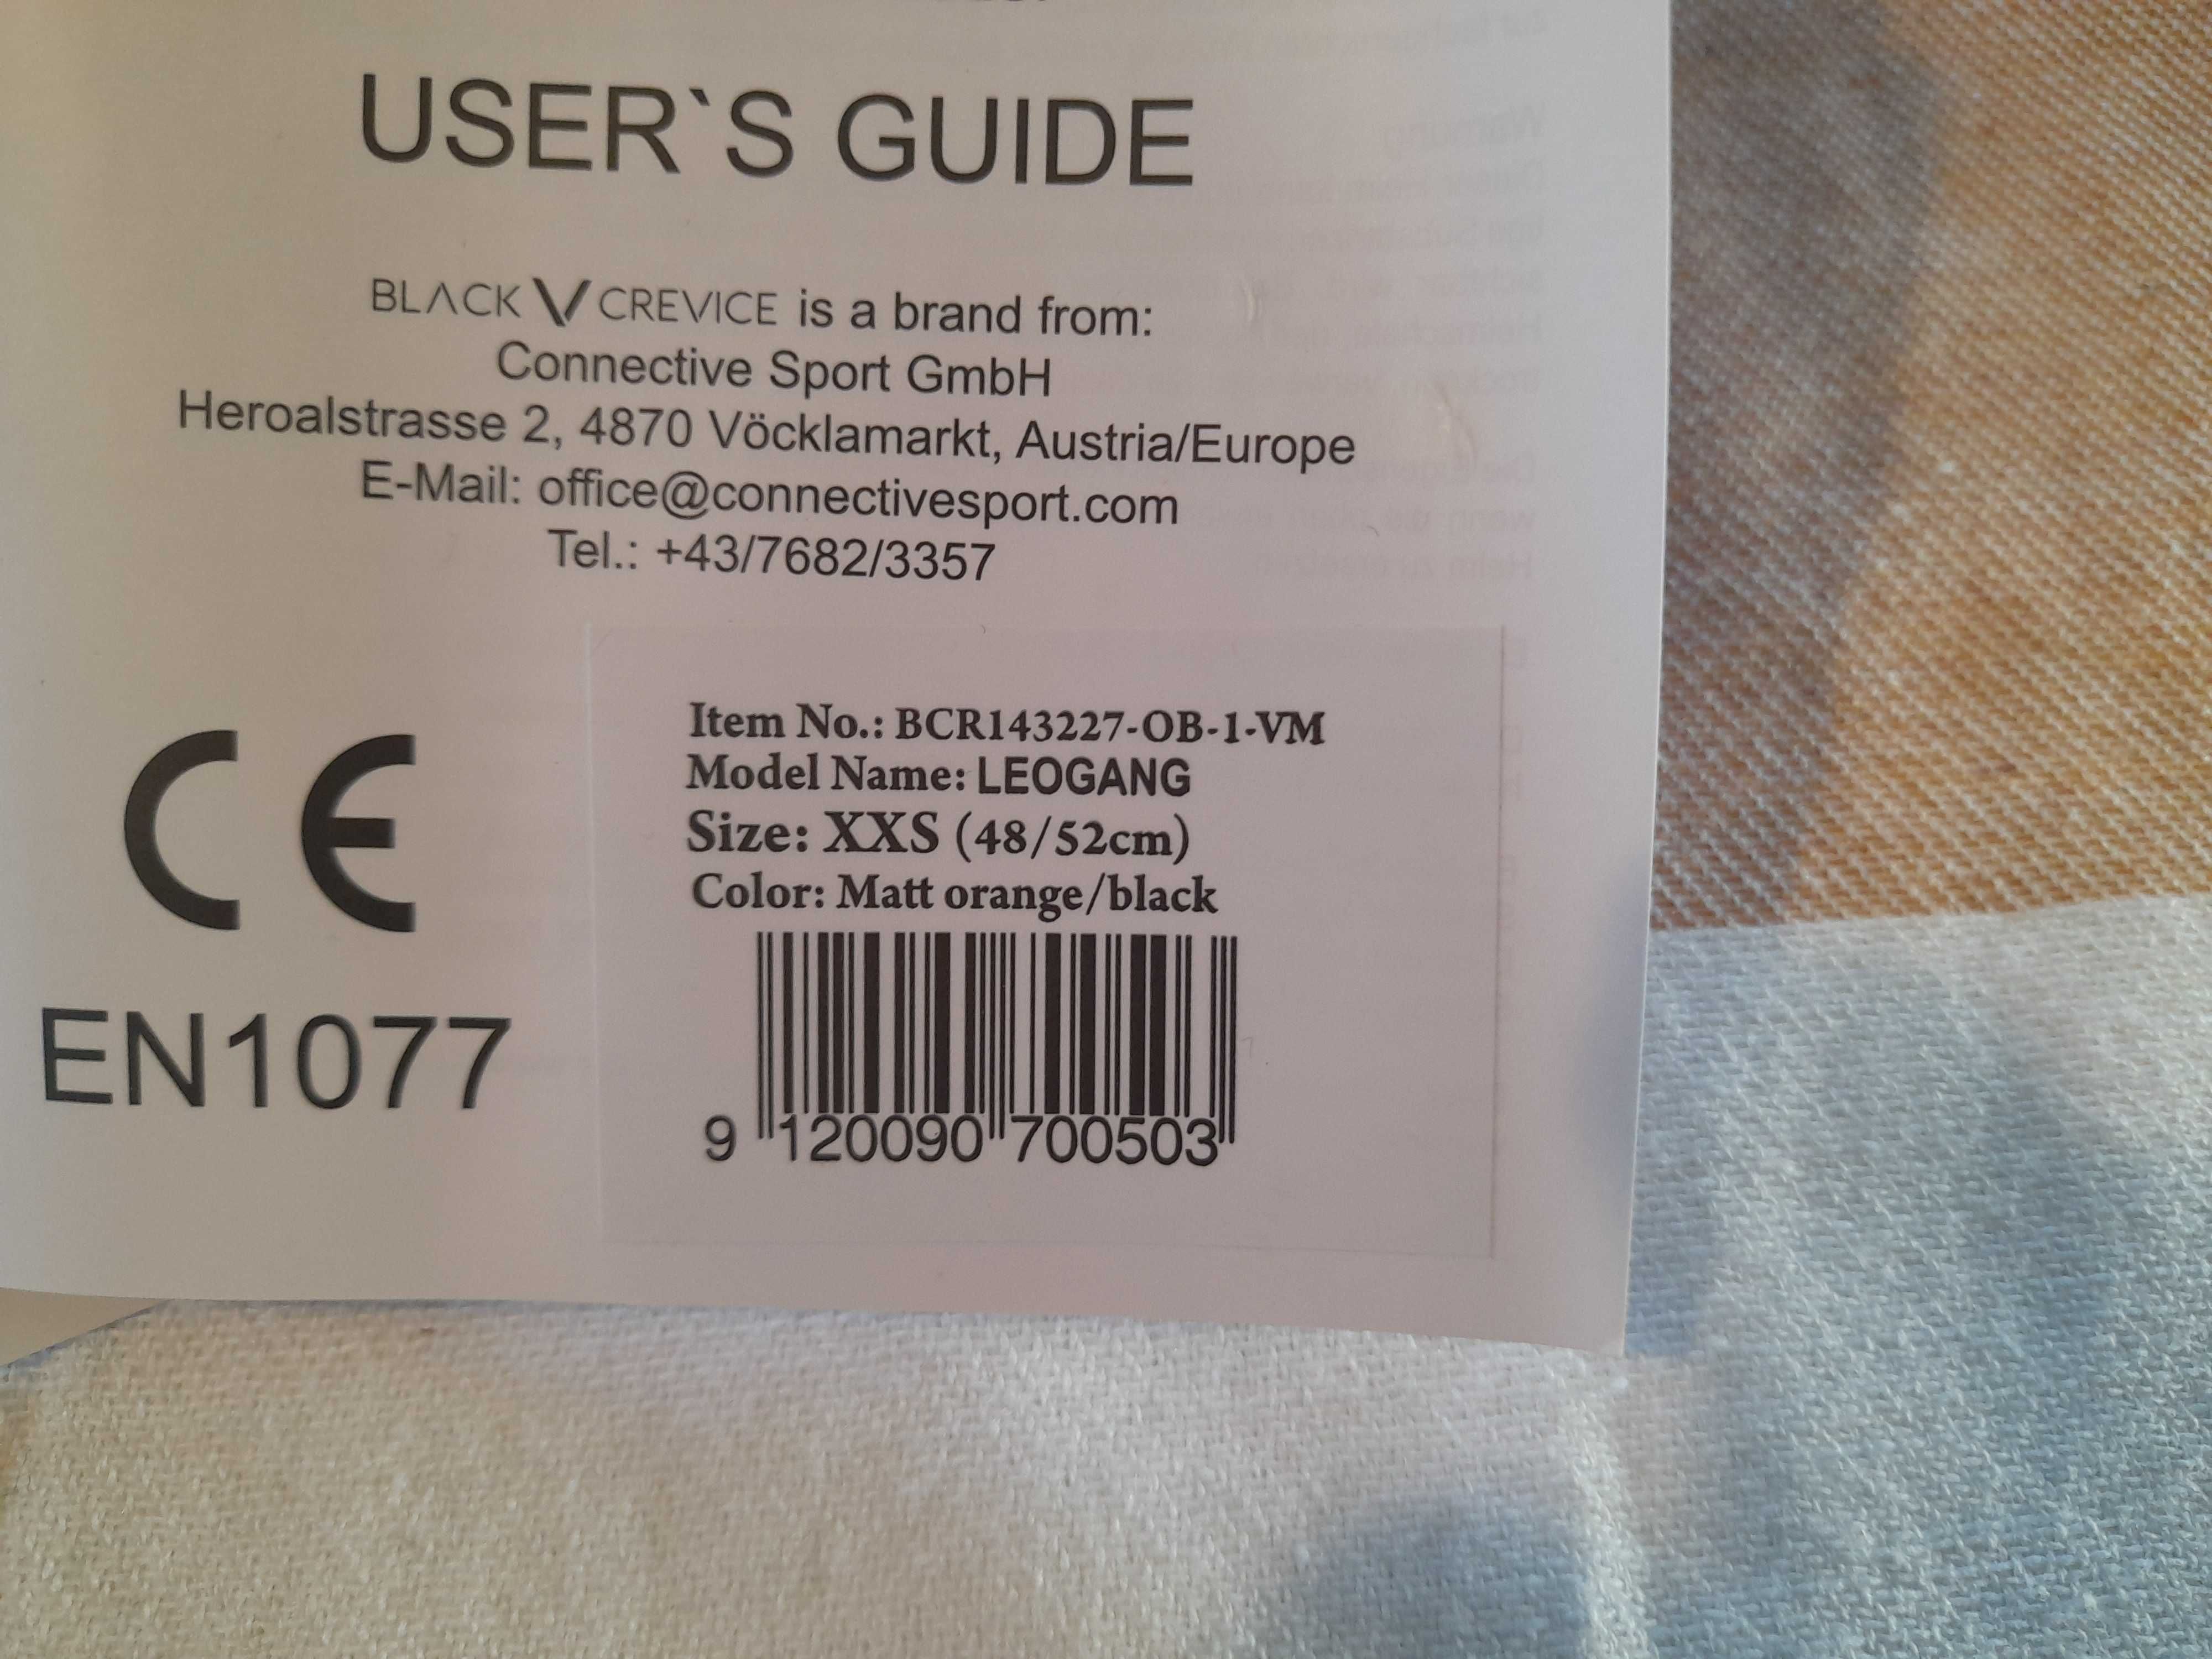 USER`S GUIDE
BLACK CREVICE is a brand from:
Connective Sport GmbH
Heroalstrasse 2, 4870 Vöcklamarkt, Austria/Europe
E-Mail: office@connectivesport.com
Tel.: +43/7682/3357
Item No.: BCR143227-OB-1-VM
Model Name: LEOGANG
Size: XXS (48/52cm)
Color: Matt orange/black
CE
EN1077
9 120090 700503